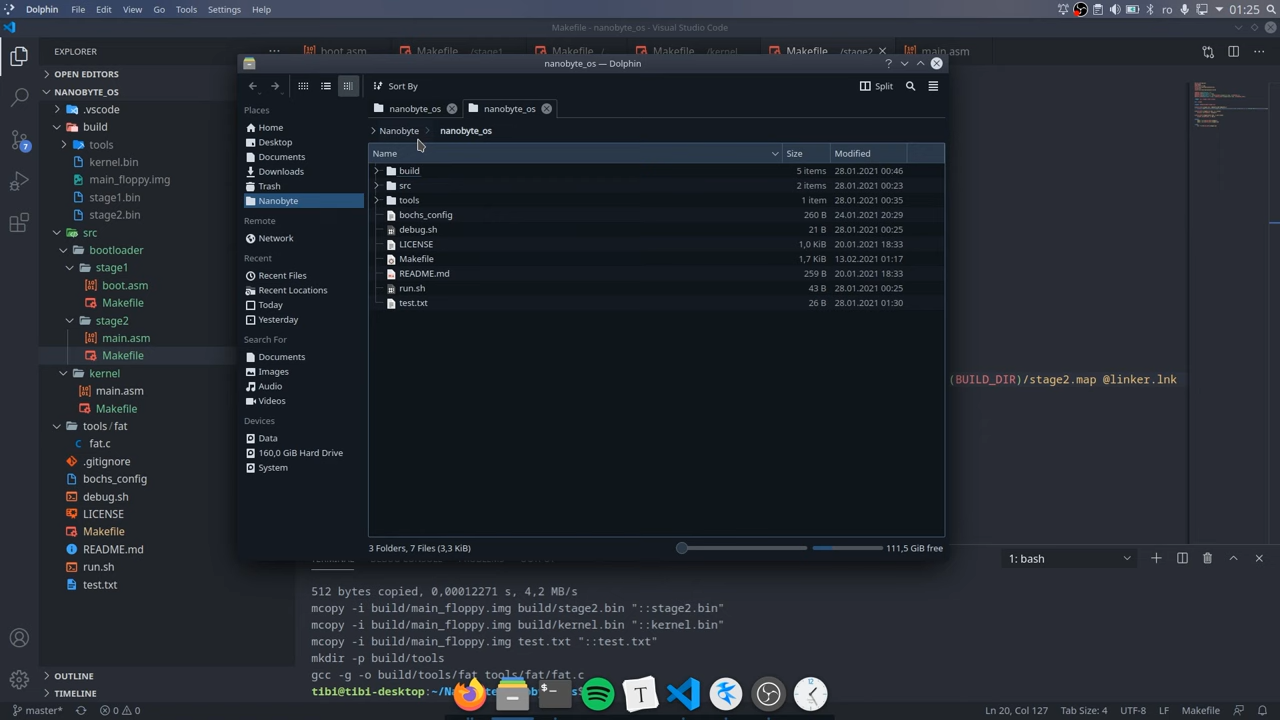 Dolphin File Edit View Go Tools Settings Help ro 01:25
Makefile - nanobyte_os - Visual Studio Code
EXPLORER ... boot.asm Makefile .../stage1 Makefile / Makefile .../kernel Makefile .../stage2 main.asm ...
nanobyte_os — Dolphin ?
OPEN EDITORS
NANOBYTE_OS
.vscode
build
tools
kernel.bin
main_floppy.img
stage1.bin
stage2.bin
src
bootloader
stage1
boot.asm
Makefile
stage2
main.asm
Makefile
kernel
main.asm
Makefile
tools / fat
fat.c
.gitignore
bochs_config
debug.sh
LICENSE
Makefile
README.md
run.sh
test.txt
OUTLINE
TIMELINE
7
Sort By Split
nanobyte_os nanobyte_os
Nanobyte nanobyte_os
Places
Home
Desktop
Documents
Downloads
Trash
Nanobyte
Remote
Network
Recent
Recent Files
Recent Locations
Today
Yesterday
Search For
Documents
Images
Audio
Videos
Devices
Data
160,0 GiB Hard Drive
System
Name Size Modified
build 5 items 28.01.2021 00:46
src 2 items 28.01.2021 00:23
tools 1 item 28.01.2021 00:35
bochs_config 260 B 24.01.2021 20:29
debug.sh 21 B 28.01.2021 00:25
LICENSE 1,0 KiB 20.01.2021 18:33
Makefile 1,7 KiB 13.02.2021 01:17
README.md 259 B 20.01.2021 18:33
run.sh 43 B 28.01.2021 00:25
test.txt 26 B 28.01.2021 01:30
3 Folders, 7 Files (3,3 KiB) 111,5 GiB free
(BUILD_DIR)/stage2.map @linker.lnk
1: bash
512 bytes copied, 0,00012271 s, 4,2 MB/s
mcopy -i build/main_floppy.img build/stage2.bin "::stage2.bin"
mcopy -i build/main_floppy.img build/kernel.bin "::kernel.bin"
mcopy -i build/main_floppy.img test.txt "::test.txt"
mkdir -p build/tools
gcc -g -o build/tools/fat tools/fat/fat.c
tibi@tibi-desktop:~/
master* 0 0 Ln 20, Col 127 Tab Size: 4 UTF-8 LF Makefile